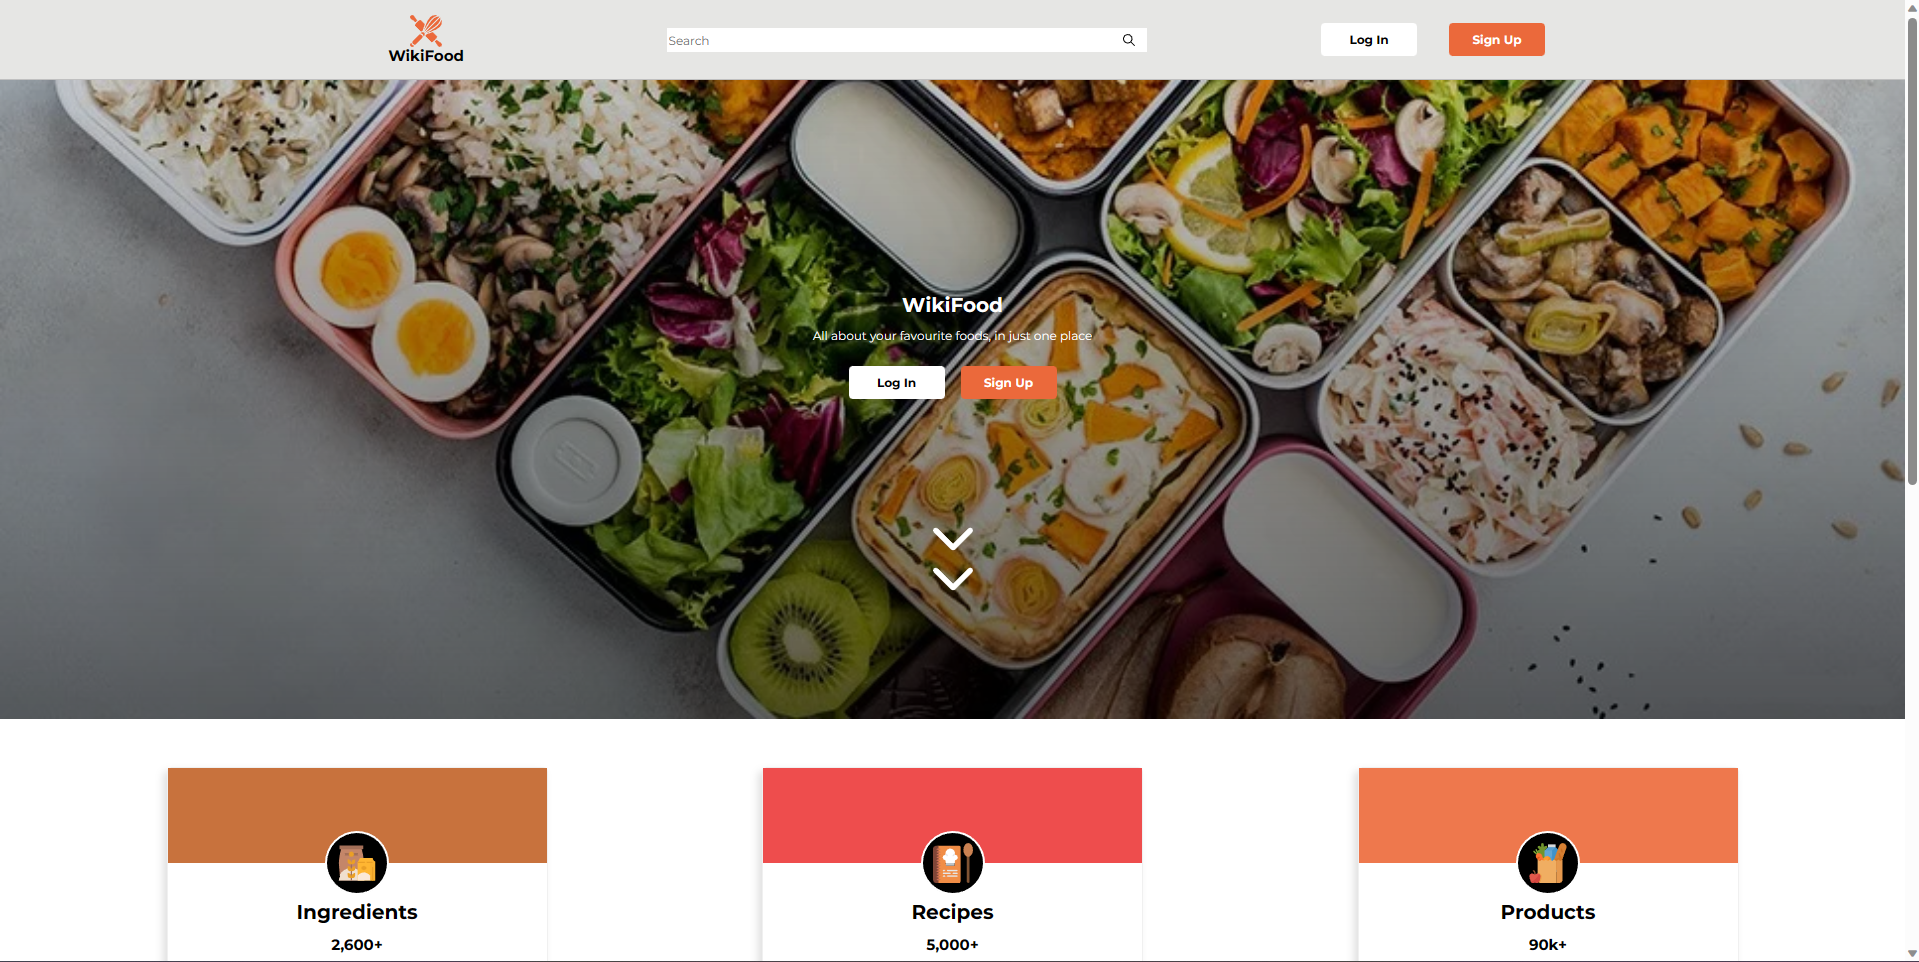 WikiFood
Search
Log In
Sign Up
WikiFood
All about your favourite foods, in just one place
Log In
Sign Up
Ingredients
2,600+
Recipes
5,000+
Products
90k+